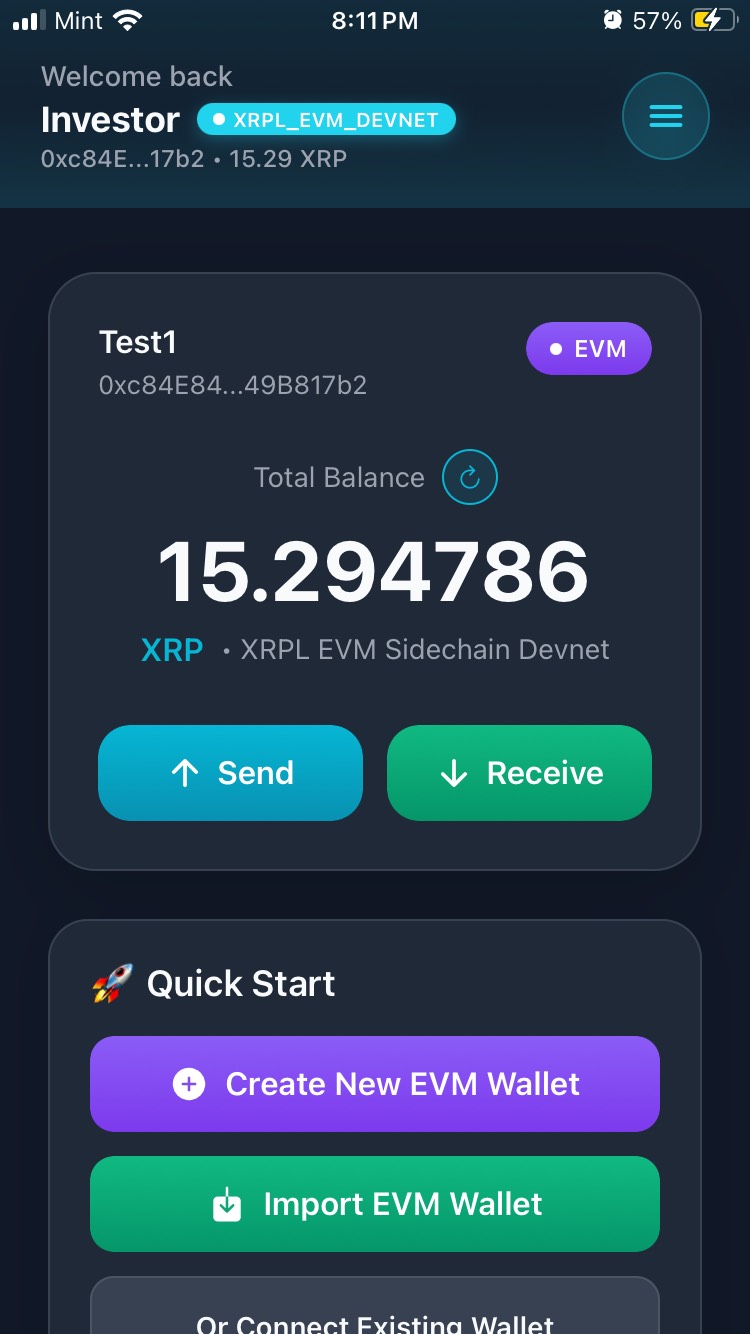 Mint 8:11 PM 57%
Welcome back
Investor XRPL_EVM_DEVNET
0xc84E...17b2 • 15.29 XRP
Test1
EVM
0xc84E84...49B817b2
Total Balance
15.294786
XRP • XRPL EVM Sidechain Devnet
Send
Receive
🚀 Quick Start
Create New EVM Wallet
Import EVM Wallet
Or Connect Existing Wallet